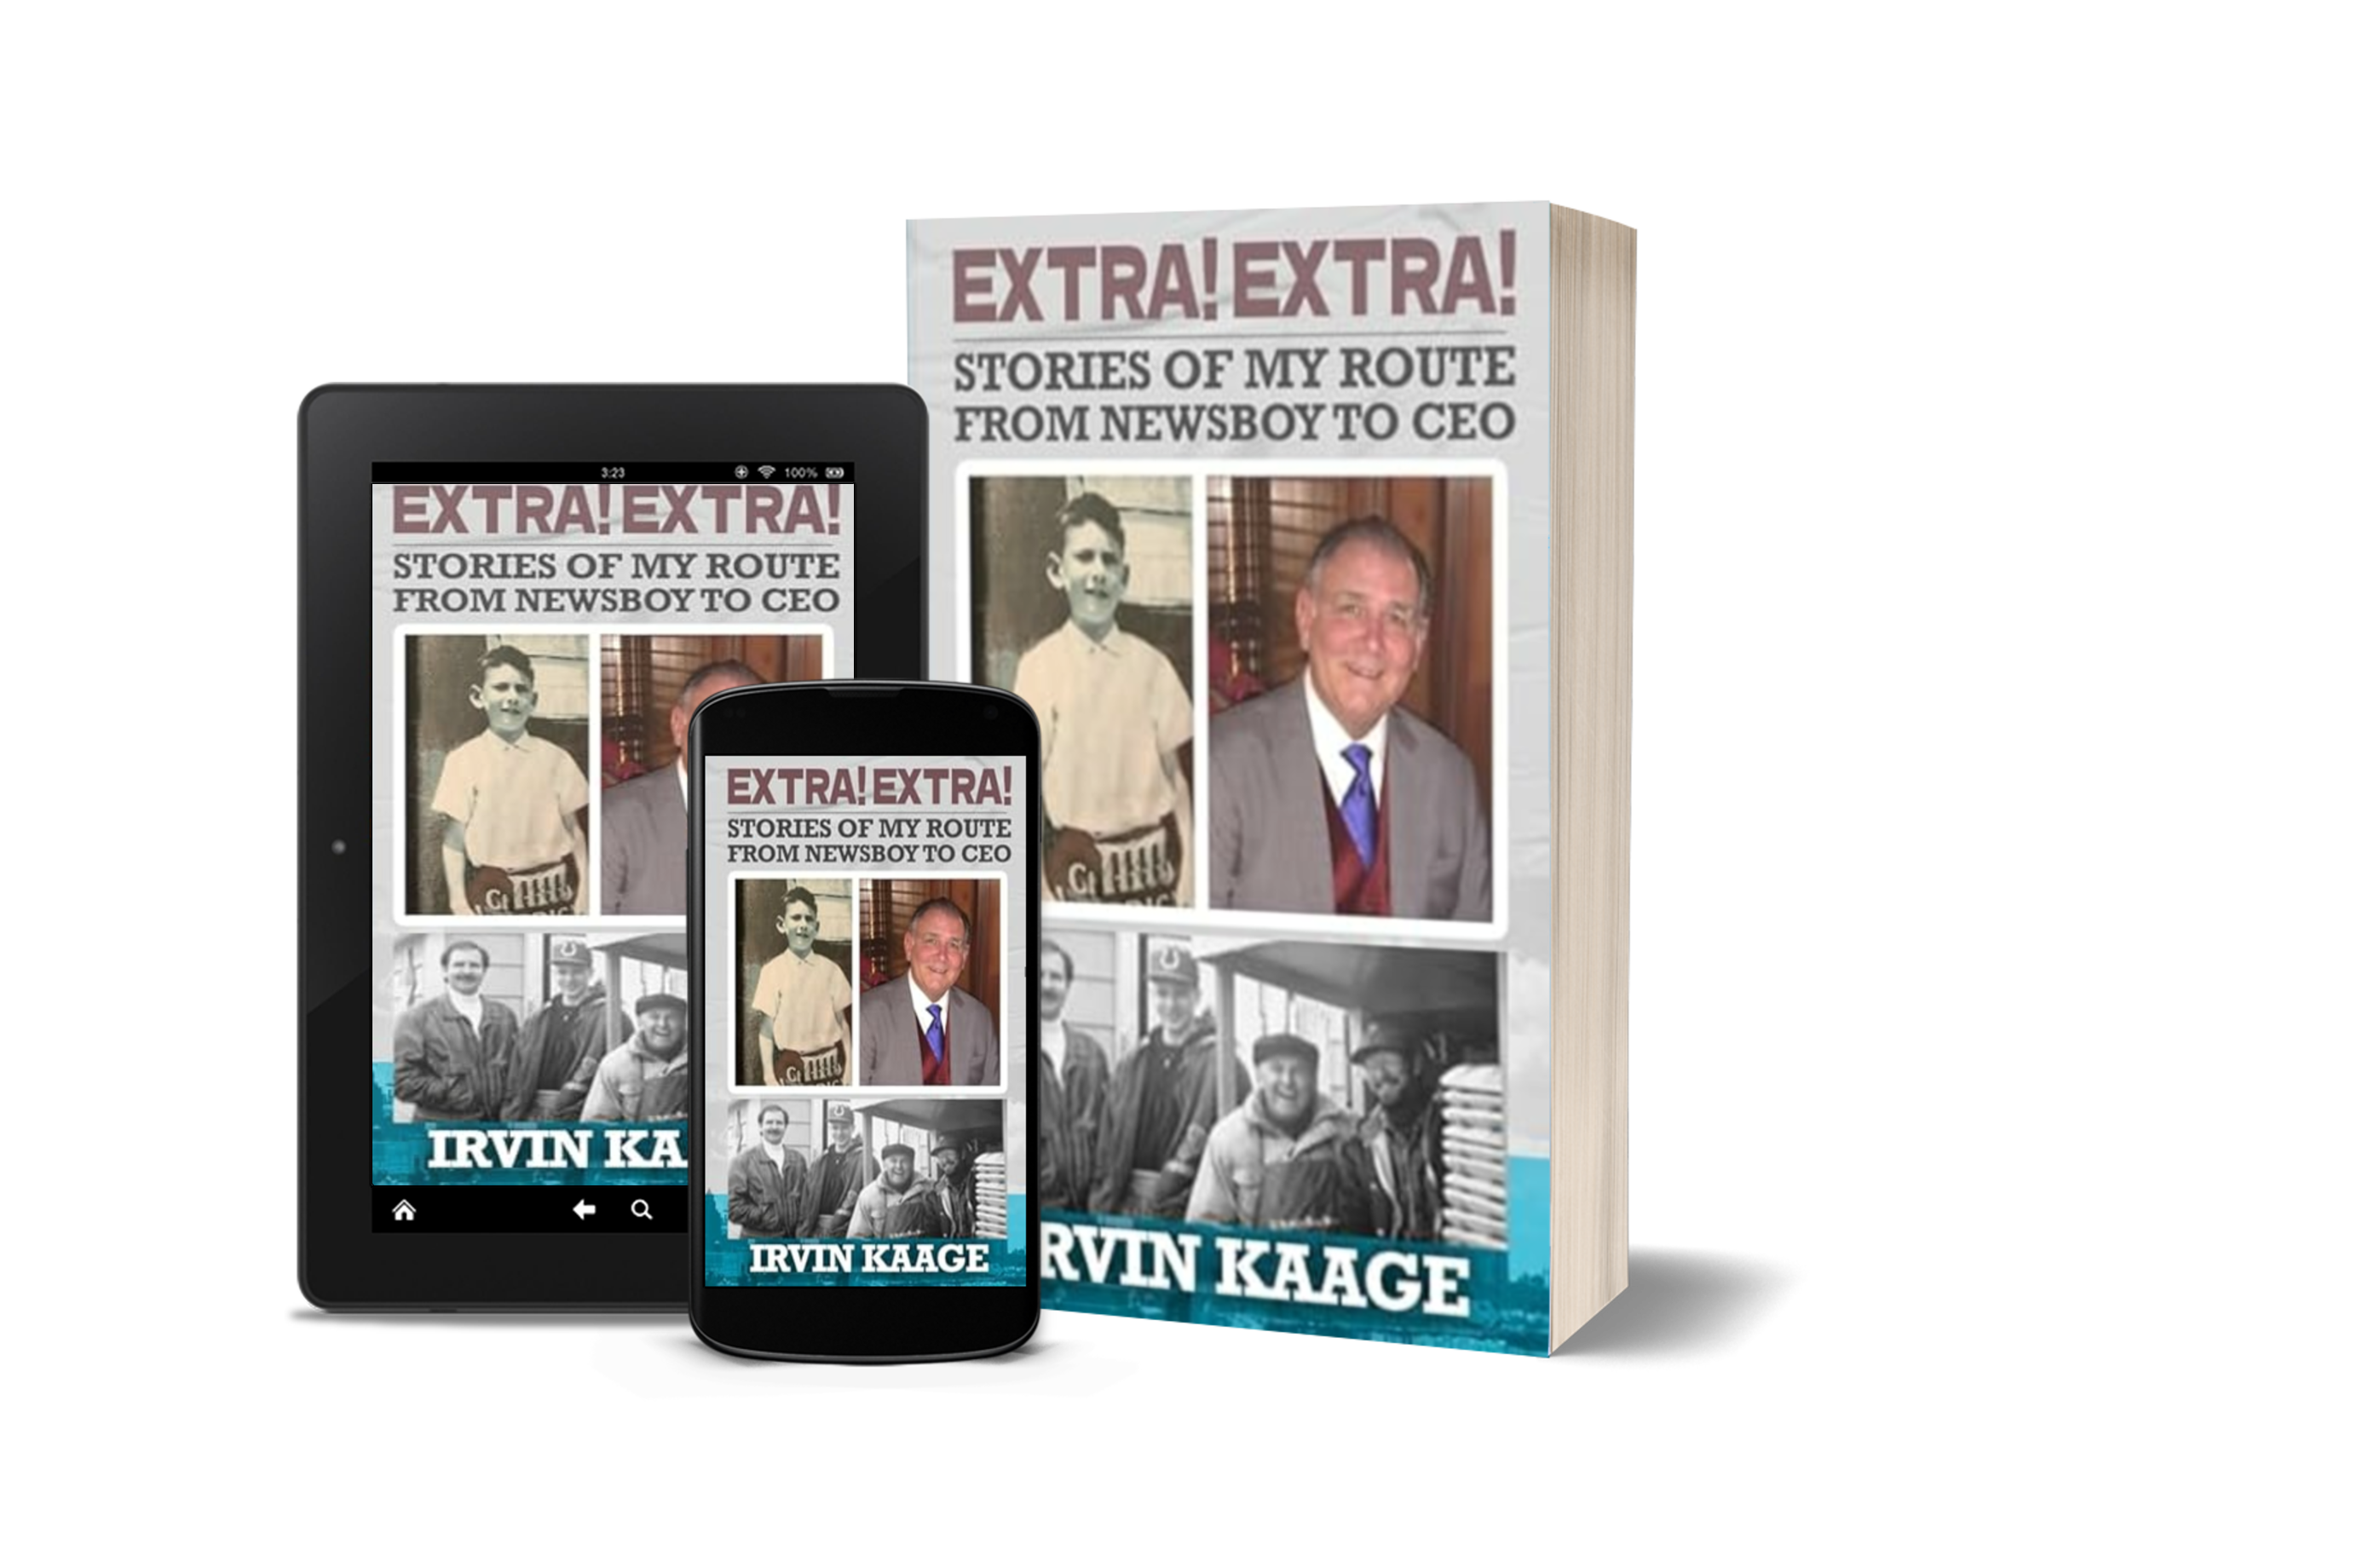 3:23
100%
EXTRA! EXTRA!
STORIES OF MY ROUTE
FROM NEWSBOY TO CEO
IRVIN KA
EXTRA! EXTRA!
STORIES OF MY ROUTE
FROM NEWSBOY TO CEO
IRVIN KAAGE
EXTRA! EXTRA!
STORIES OF MY ROUTE
FROM NEWSBOY TO CEO
RVIN KAAGE